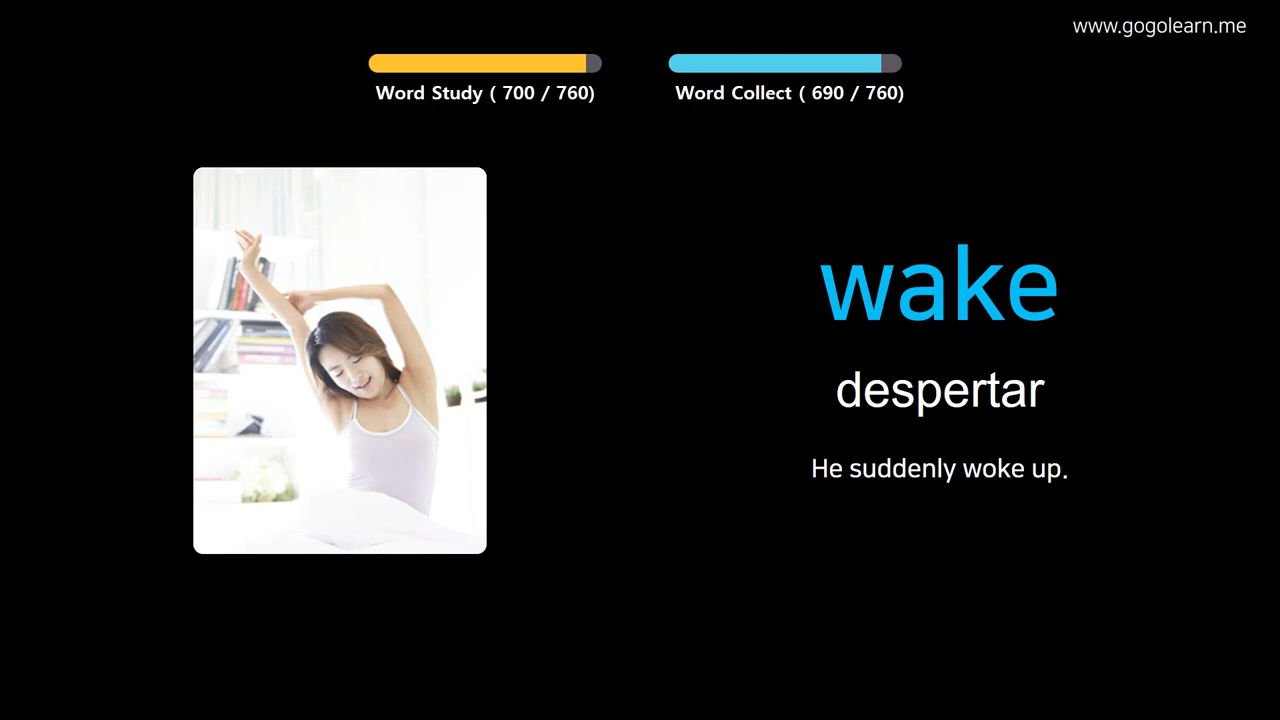 www.gogolearn.me
Word Study ( 700 / 760)
Word Collect ( 690 / 760)
wake
despertar
He suddenly woke up.